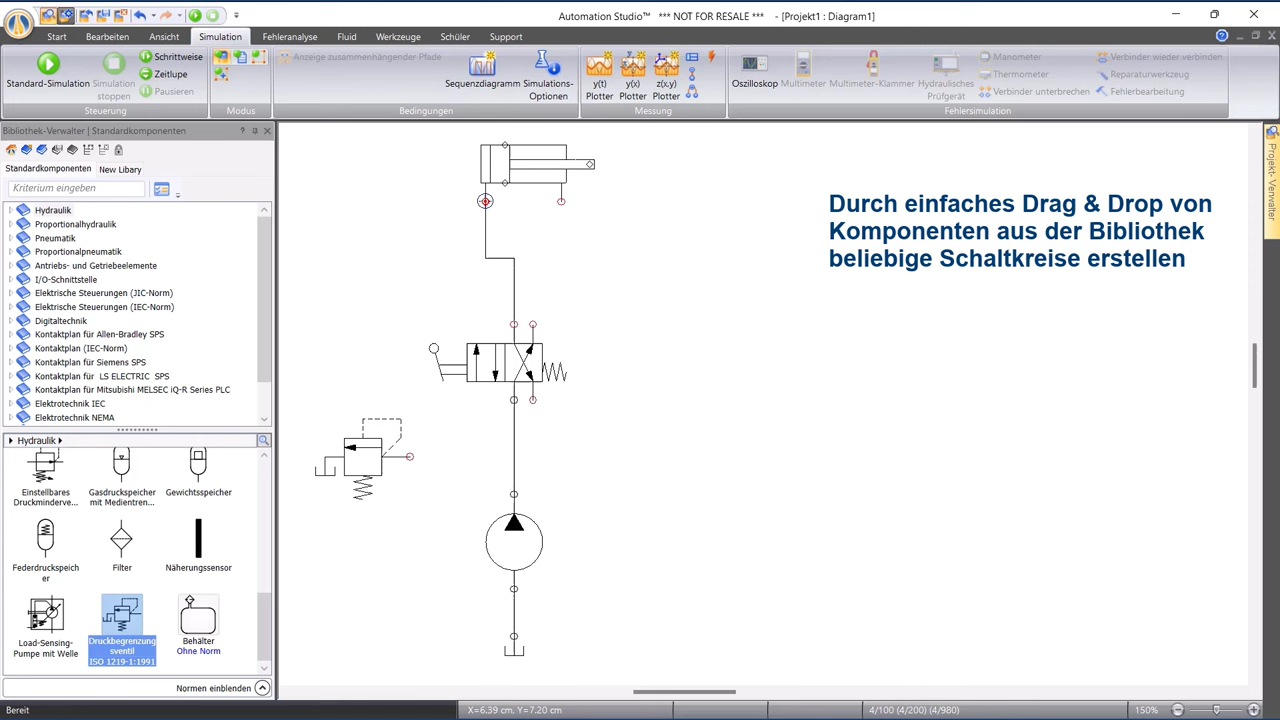 Automation Studio™ *** NOT FOR RESALE *** - [Projekt1 : Diagram1]
Start Bearbeiten Ansicht Simulation Fehleranalyse Fluid Werkzeuge Schüler Support
Standard-Simulation
Simulation stoppen
Schrittweise
Zeitlupe
Pausieren
Steuerung
Modus
Anzeige zusammenhängender Pfade
Sequenzdiagramm
Simulations-Optionen
Bedingungen
y(t) Plotter
y(x) Plotter
z(x,y) Plotter
Messung
Oszilloskop
Multimeter
Multimeter-Klammer
Hydraulisches Prüfgerät
Manometer
Thermometer
Verbinder unterbrechen
Verbinder wieder verbinden
Reparaturwerkzeug
Fehlerbearbeitung
Fehlersimulation
Bibliothek-Verwalter | Standardkomponenten
Standardkomponenten New Libary
Kriterium eingeben
Hydraulik
Proportionalhydraulik
Pneumatik
Proportionalpneumatik
Antriebs- und Getriebeelemente
I/O-Schnittstelle
Elektrische Steuerungen (JIC-Norm)
Elektrische Steuerungen (IEC-Norm)
Digitaltechnik
Kontaktplan für Allen-Bradley SPS
Kontaktplan (IEC-Norm)
Kontaktplan für Siemens SPS
Kontaktplan für LS ELECTRIC SPS
Kontaktplan für Mitsubishi MELSEC iQ-R Series PLC
Elektrotechnik IEC
Elektrotechnik NEMA
Hydraulik
Einstellbares Druckminderve...
Gasdruckspeicher mit Medientren...
Gewichtsspeicher
Federdruckspeicher
Filter
Näherungssensor
Load-Sensing-Pumpe mit Welle
Druckbegrenzungsventil
ISO 1219-1:1991
Behälter
Ohne Norm
Normen einblenden
Durch einfaches Drag & Drop von
Komponenten aus der Bibliothek
beliebige Schaltkreise erstellen
Projekt- Verwalter
Bereit
X=6.39 cm, Y=7.20 cm
4/100 (4/200) (4/980)
150%